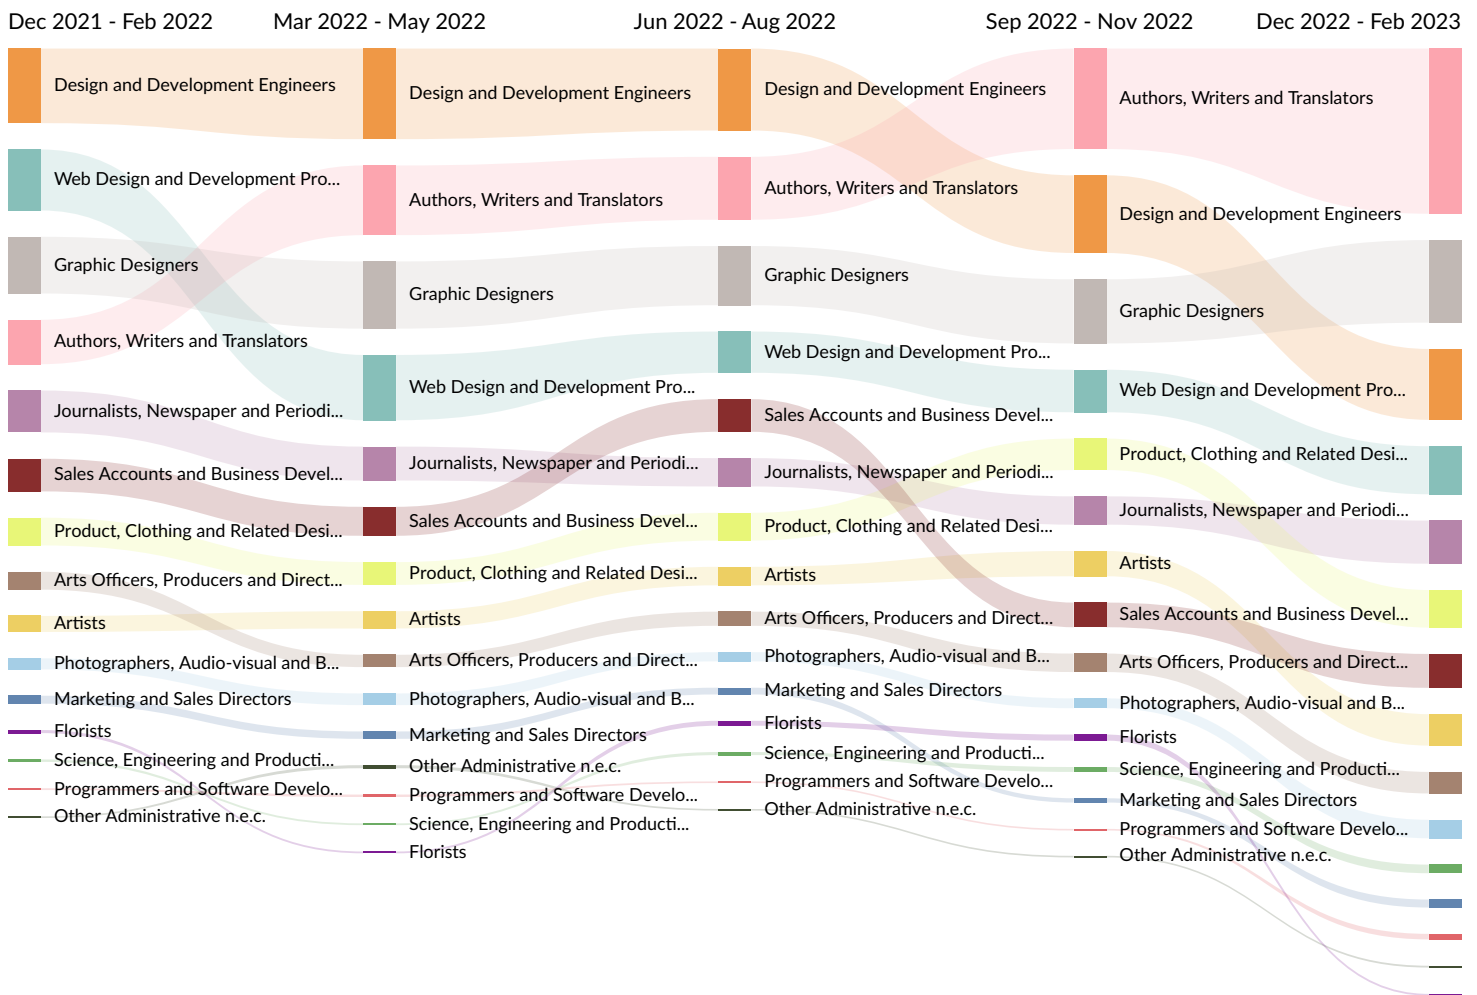 Dec 2021 - Feb 2022
Mar 2022 - May 2022
Jun 2022 - Aug 2022
Sep 2022 - Nov 2022
Dec 2022 - Feb 2023
Design and Development Engineers
Web Design and Development Pro...
Graphic Designers
Authors, Writers and Translators
Journalists, Newspaper and Periodi...
Sales Accounts and Business Devel...
Product, Clothing and Related Desi...
Arts Officers, Producers and Direct...
Artists
Photographers, Audio-visual and B...
Marketing and Sales Directors
Florists
Science, Engineering and Producti...
Programmers and Software Develo...
Other Administrative n.e.c.
Design and Development Engineers
Authors, Writers and Translators
Graphic Designers
Web Design and Development Pro...
Journalists, Newspaper and Periodi...
Sales Accounts and Business Devel...
Product, Clothing and Related Desi...
Artists
Arts Officers, Producers and Direct...
Photographers, Audio-visual and B...
Marketing and Sales Directors
Other Administrative n.e.c.
Programmers and Software Develo...
Science, Engineering and Producti...
Florists
Design and Development Engineers
Authors, Writers and Translators
Graphic Designers
Web Design and Development Pro...
Sales Accounts and Business Devel...
Journalists, Newspaper and Periodi...
Product, Clothing and Related Desi...
Artists
Arts Officers, Producers and Direct...
Photographers, Audio-visual and B...
Marketing and Sales Directors
Florists
Science, Engineering and Producti...
Programmers and Software Develo...
Other Administrative n.e.c.
Authors, Writers and Translators
Design and Development Engineers
Graphic Designers
Web Design and Development Pro...
Product, Clothing and Related Desi...
Journalists, Newspaper and Periodi...
Artists
Sales Accounts and Business Devel...
Arts Officers, Producers and Direct...
Photographers, Audio-visual and B...
Florists
Science, Engineering and Producti...
Marketing and Sales Directors
Programmers and Software Develo...
Other Administrative n.e.c.